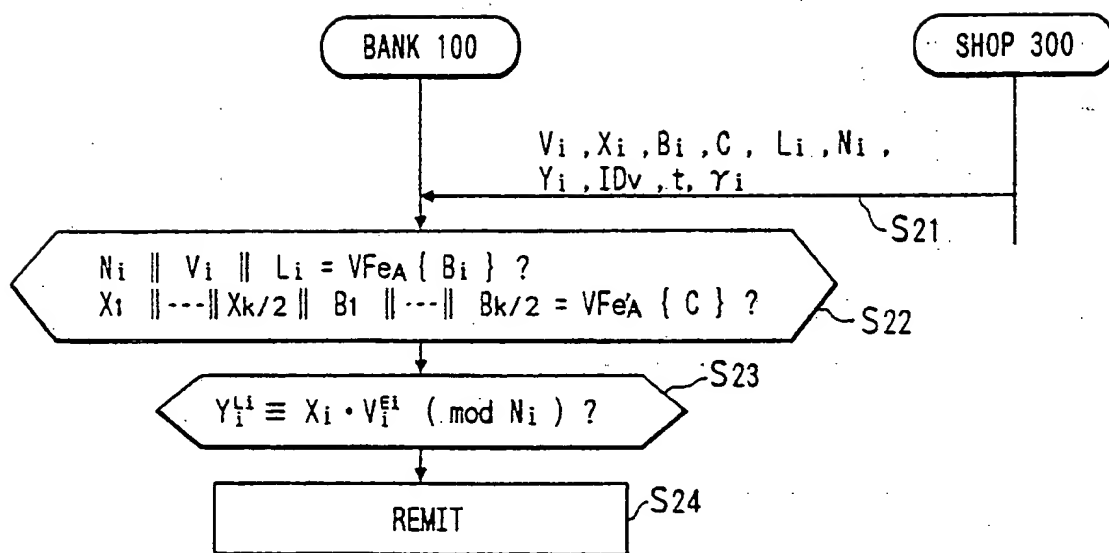 BANK 100
SHOP 300
Vi ,Xi ,Bi ,C , Li ,Ni ,
Yi ,IDv ,t, γi
S21
Ni ‖ Vi ‖ Li = VFeA { Bi } ?
X1 ‖---‖ Xk/2 ‖ B1 ‖---‖ Bk/2 = VFe'A { C } ?
S22
S23
Yi^Li ≡ Xi · Vi^Ei ( mod Ni ) ?
S24
REMIT